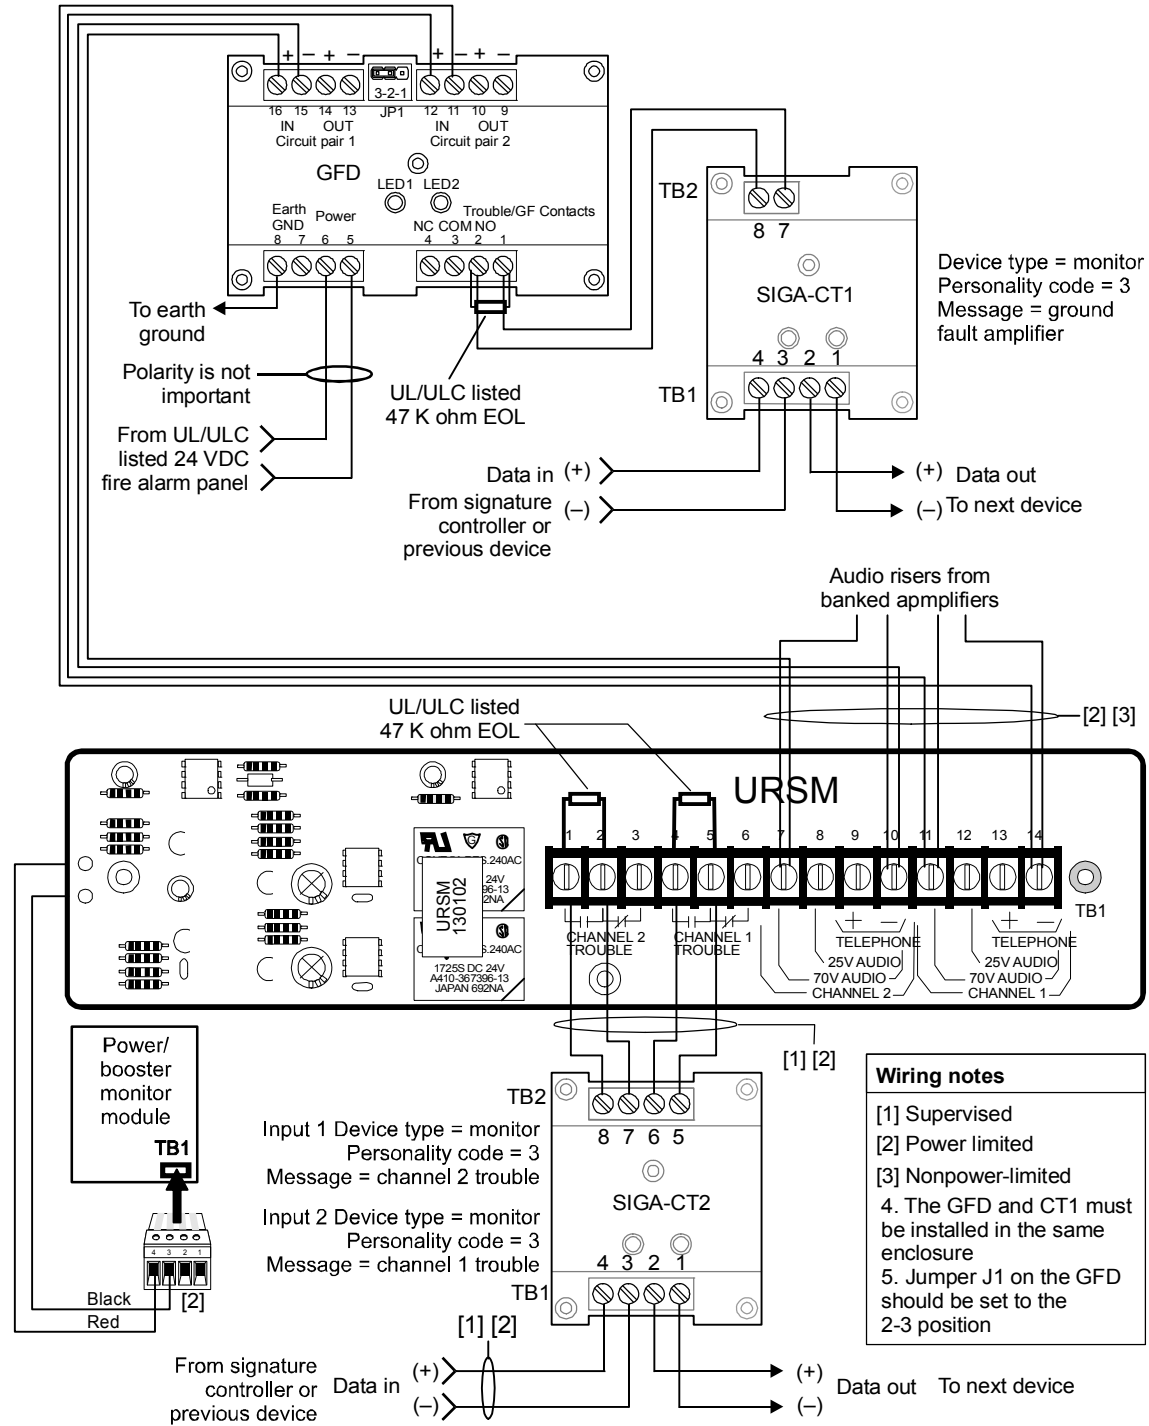 + – + –
+ – + –
3-2-1
16 15 14 13
JP1
12 11 10 9
IN OUT
IN OUT
Circuit pair 1
Circuit pair 2
GFD
LED1 LED2
Earth
GND
Power
Trouble/GF Contacts
NC COM NO
8 7 6 5
4 3 2 1
To earth
ground
Polarity is not
important
From UL/ULC
listed 24 VDC
fire alarm panel
UL/ULC listed
47 K ohm EOL
TB2
8 7
SIGA-CT1
4 3 2 1
TB1
Device type = monitor
Personality code = 3
Message = ground
fault amplifier
Data in (+)
From signature
controller or
previous device
(–)
(+) Data out
(–) To next device
Audio risers from
banked apmplifiers
[2] [3]
UL/ULC listed
47 K ohm EOL
URSM
1 2 3 4 5 6 7 8 9 10 11 12 13 14
TB1
S.240AC
24V
96-13
2NA
URSM
130102
S.240AC
1725S DC 24V
A410-367396-13
JAPAN 692NA
CHANNEL 2
TROUBLE
CHANNEL 1
TROUBLE
+ –
TELEPHONE
25V AUDIO
70V AUDIO
CHANNEL 2
+ –
TELEPHONE
25V AUDIO
70V AUDIO
CHANNEL 1
[1] [2]
Power/
booster
monitor
module
TB1
4 3 2 1
Black
Red
[2]
TB2
8 7 6 5
SIGA-CT2
4 3 2 1
TB1
Input 1 Device type = monitor
Personality code = 3
Message = channel 2 trouble
Input 2 Device type = monitor
Personality code = 3
Message = channel 1 trouble
[1] [2]
From signature
controller or
previous device
Data in
(+)
(–)
(+)
(–)
Data out To next device
Wiring notes
[1] Supervised
[2] Power limited
[3] Nonpower-limited
4. The GFD and CT1 must
be installed in the same
enclosure
5. Jumper J1 on the GFD
should be set to the
2-3 position